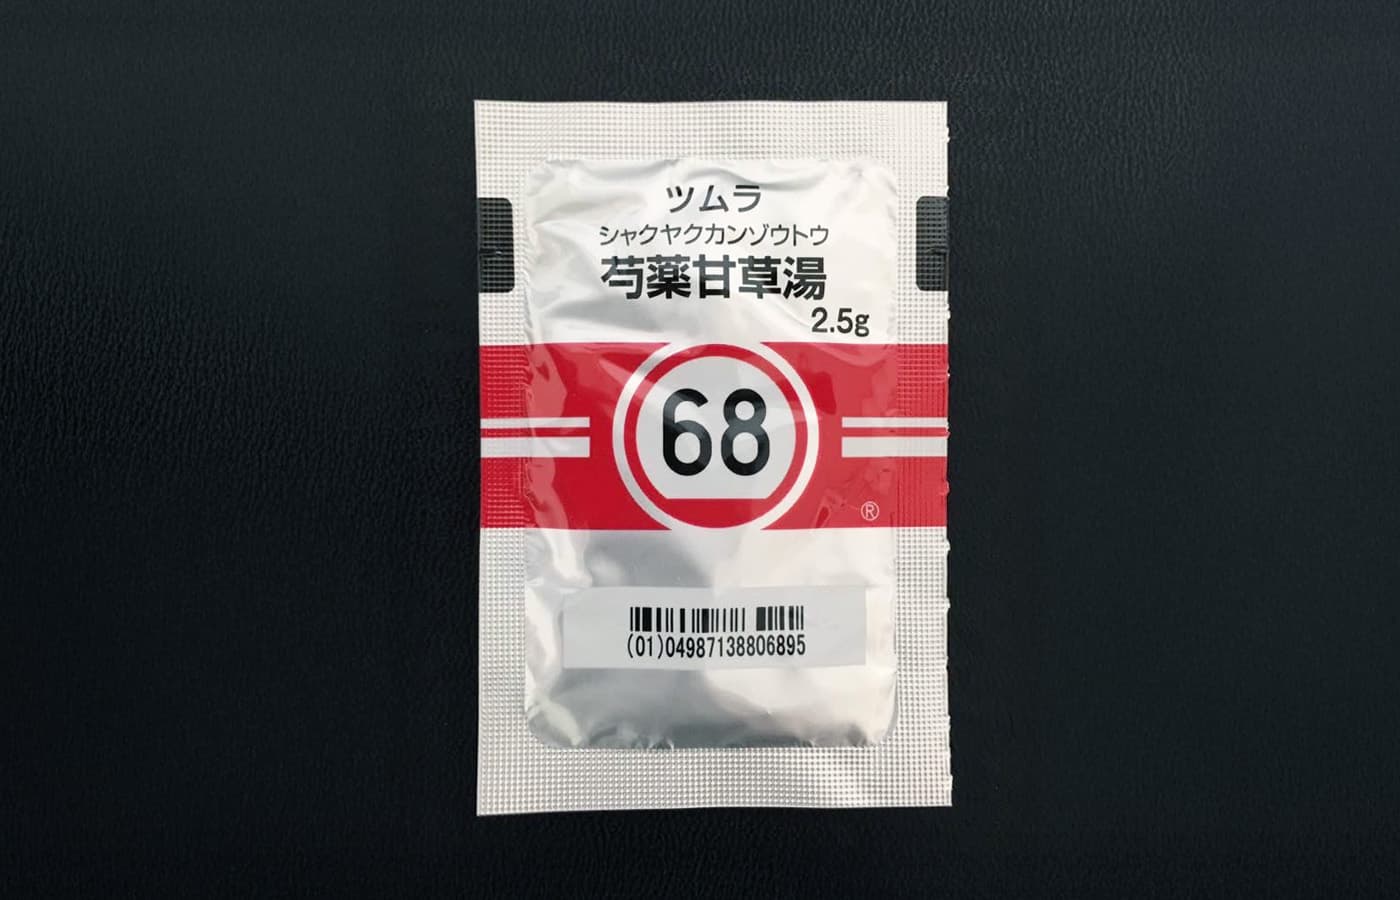 ツムラ
シャクヤクカンゾウトウ
芍薬甘草湯
2.5g
68
®
(01)04987138806895